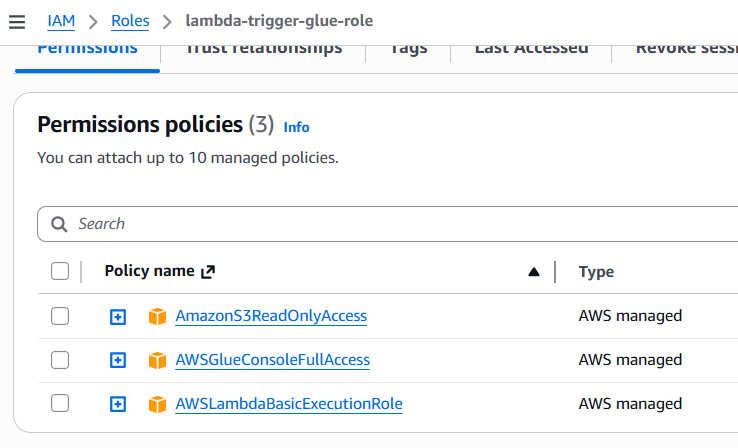 IAM > Roles > lambda-trigger-glue-role
Permissions Trust relationships Tags Last Accessed Revoke sessi
Permissions policies (3) Info
You can attach up to 10 managed policies.
Search
Policy name Type
AmazonS3ReadOnlyAccess AWS managed
AWSGlueConsoleFullAccess AWS managed
AWSLambdaBasicExecutionRole AWS managed